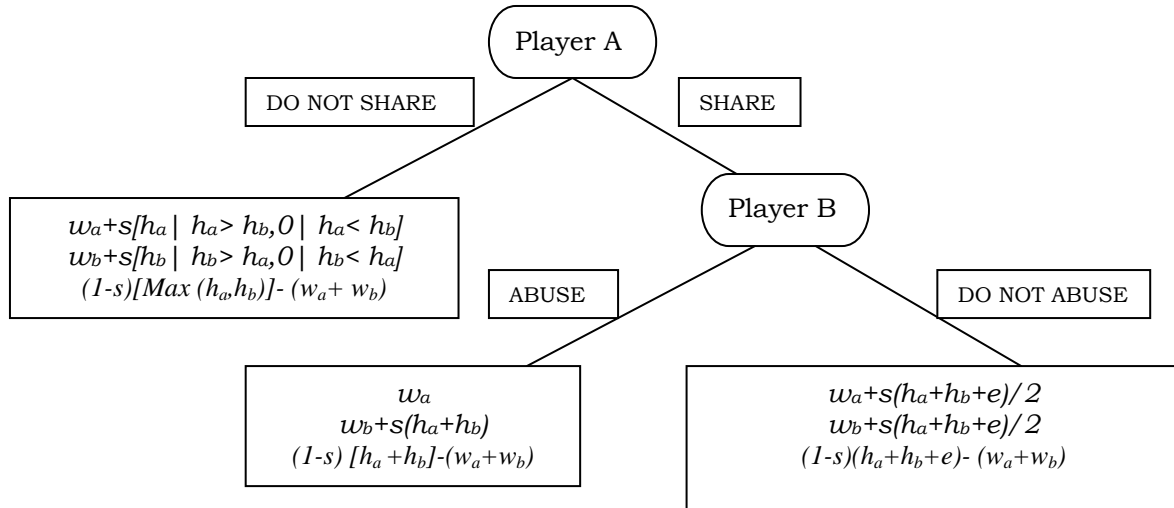 Player A
DO NOT SHARE
SHARE
wa+s[ha| ha> hb,0| ha< hb]
wb+s[hb| hb> ha,0| hb< ha]
(1-s)[Max (ha,hb)]- (wa+ wb)
Player B
ABUSE
DO NOT ABUSE
wa
wb+s(ha+hb)
(1-s) [ha +hb]-(wa+wb)
wa+s(ha+hb+e)/2
wb+s(ha+hb+e)/2
(1-s)(ha+hb+e)- (wa+wb)